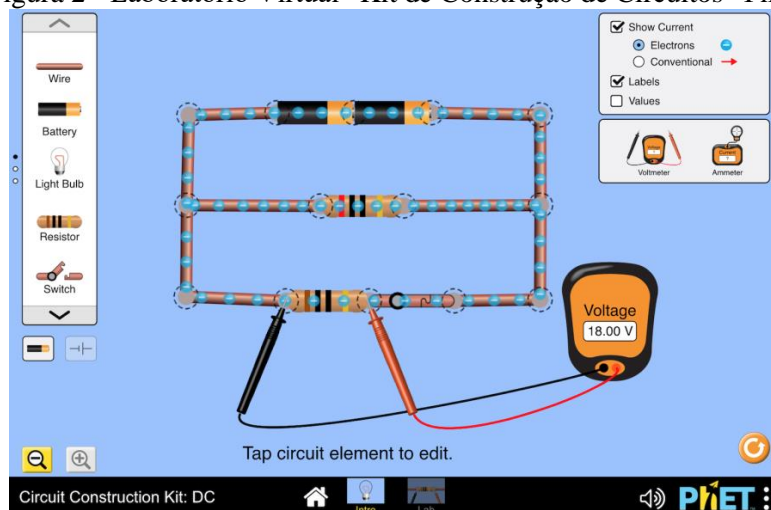 Figura 2 - Laboratório Virtual "Kit de Construção de Circuitos"
Wire
Battery
Light Bulb
Resistor
Switch
Show Current
Electrons
Conventional
Labels
Values
Voltmeter
Ammeter
Voltage
18.00 V
Tap circuit element to edit.
Circuit Construction Kit: DC
Intro
Lab
PhET